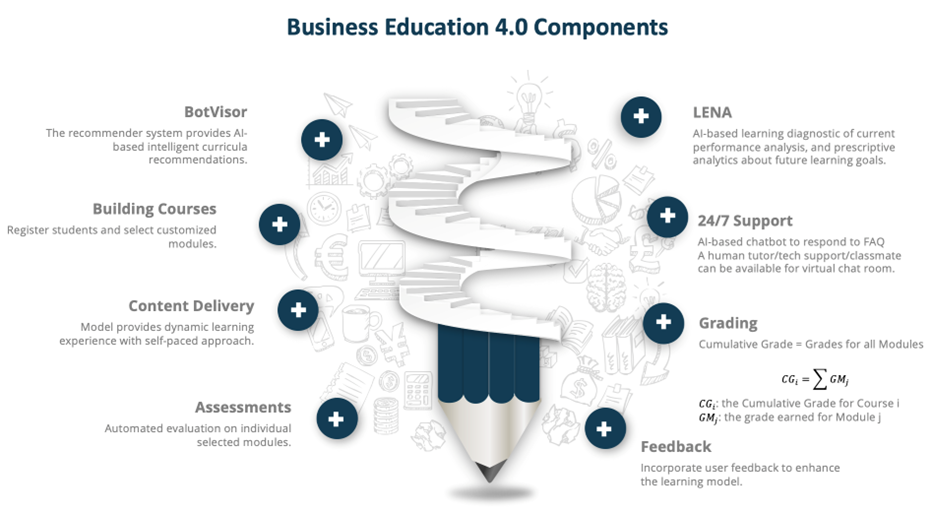 Business Education 4.0 Components
BotVisor
The recommender system provides AI-
based intelligent curricula
recommendations.
Building Courses
Register students and select customized
modules.
Content Delivery
Model provides dynamic learning
experience with self-paced approach.
Assessments
Automated evaluation on individual
selected modules.
LENA
AI-based learning diagnostic of current
performance analysis, and prescriptive
analytics about future learning goals.
24/7 Support
AI-based chatbot to respond to FAQ
A human tutor/tech support/classmate
can be available for virtual chat room.
Grading
Cumulative Grade = Grades for all Modules
CGᵢ = ∑ GMⱼ
CGᵢ: the Cumulative Grade for Course i
GMⱼ: the grade earned for Module j
Feedback
Incorporate user feedback to enhance
the learning model.